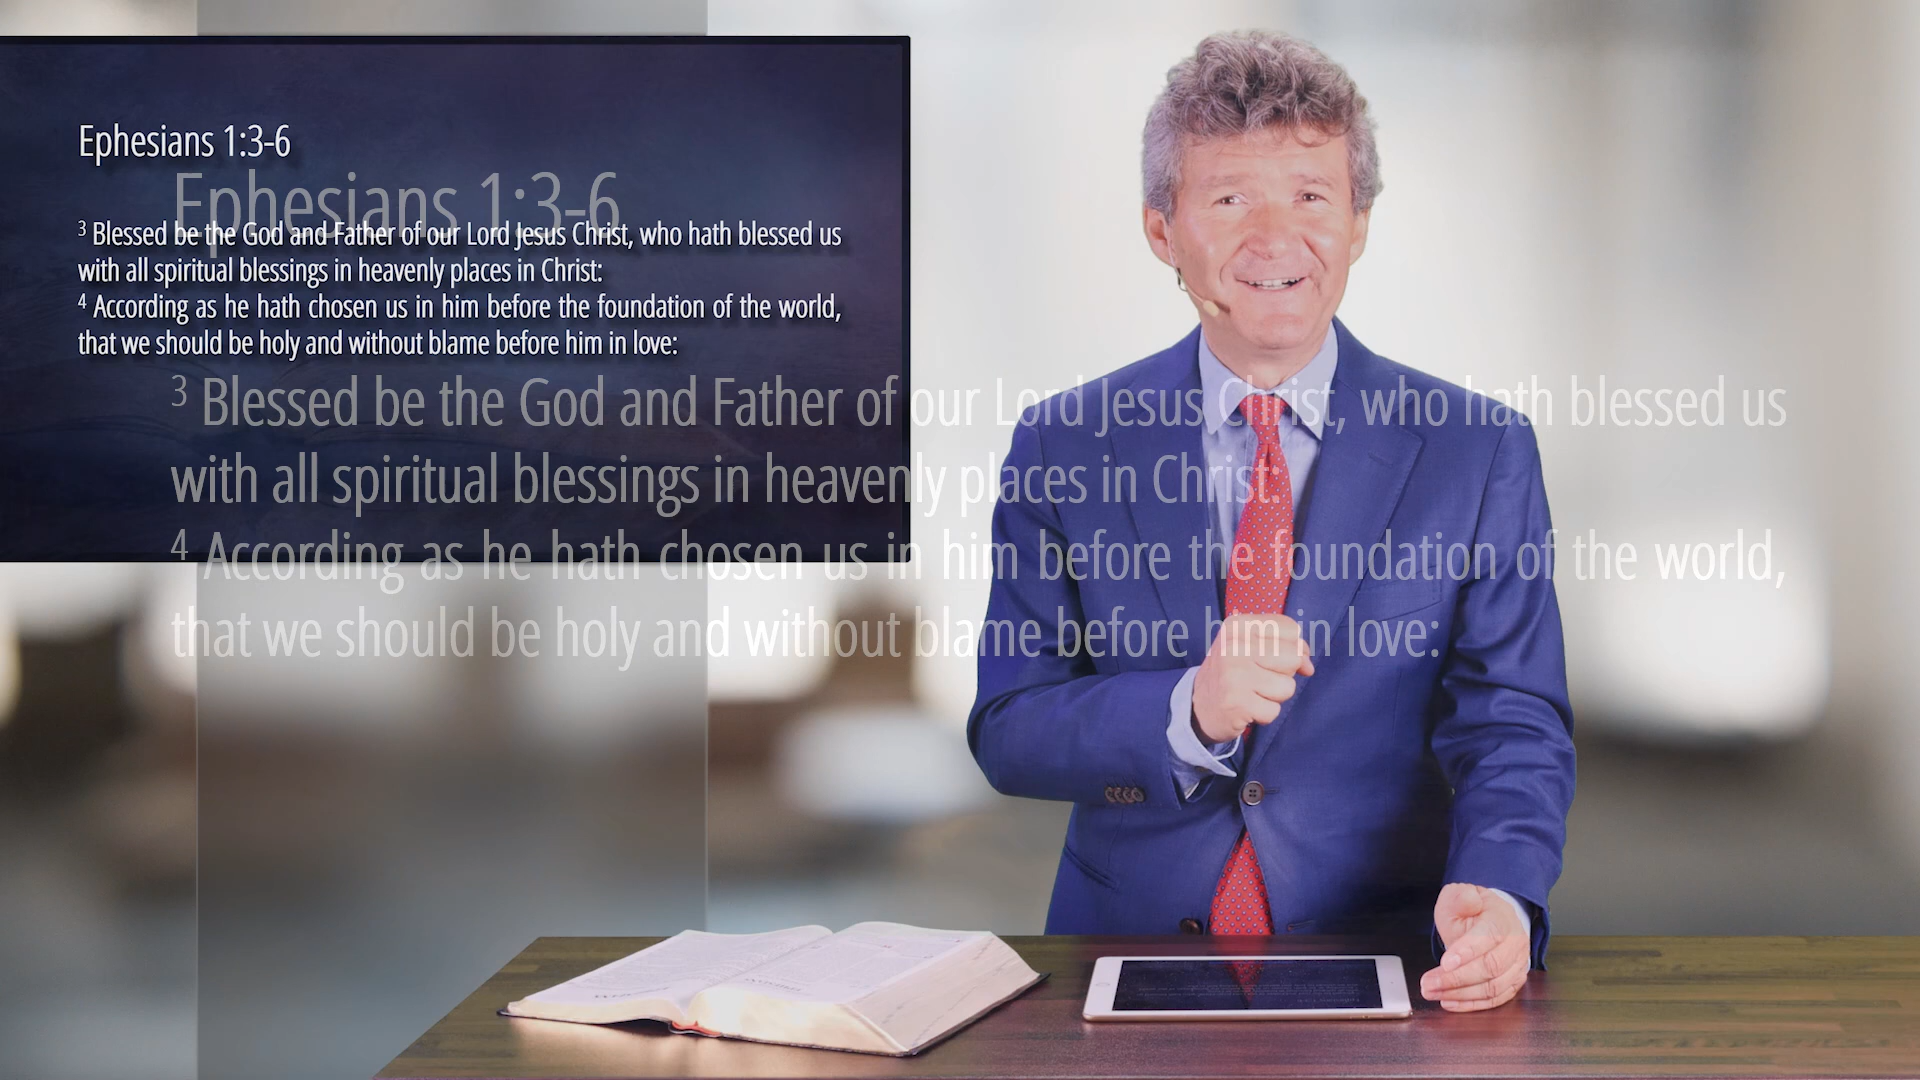 Ephesians 1:3-6
3 Blessed be the God and Father of our Lord Jesus Christ, who hath blessed us
with all spiritual blessings in heavenly places in Christ:
4 According as he hath chosen us in him before the foundation of the world,
that we should be holy and without blame before him in love:
Ephesians 1:3-6
3 Blessed be the God and Father of our Lord Jesus Christ, who hath blessed us
with all spiritual blessings in heavenly places in Christ:
4 According as he hath chosen us in him before the foundation of the world,
that we should be holy and without blame before him in love: